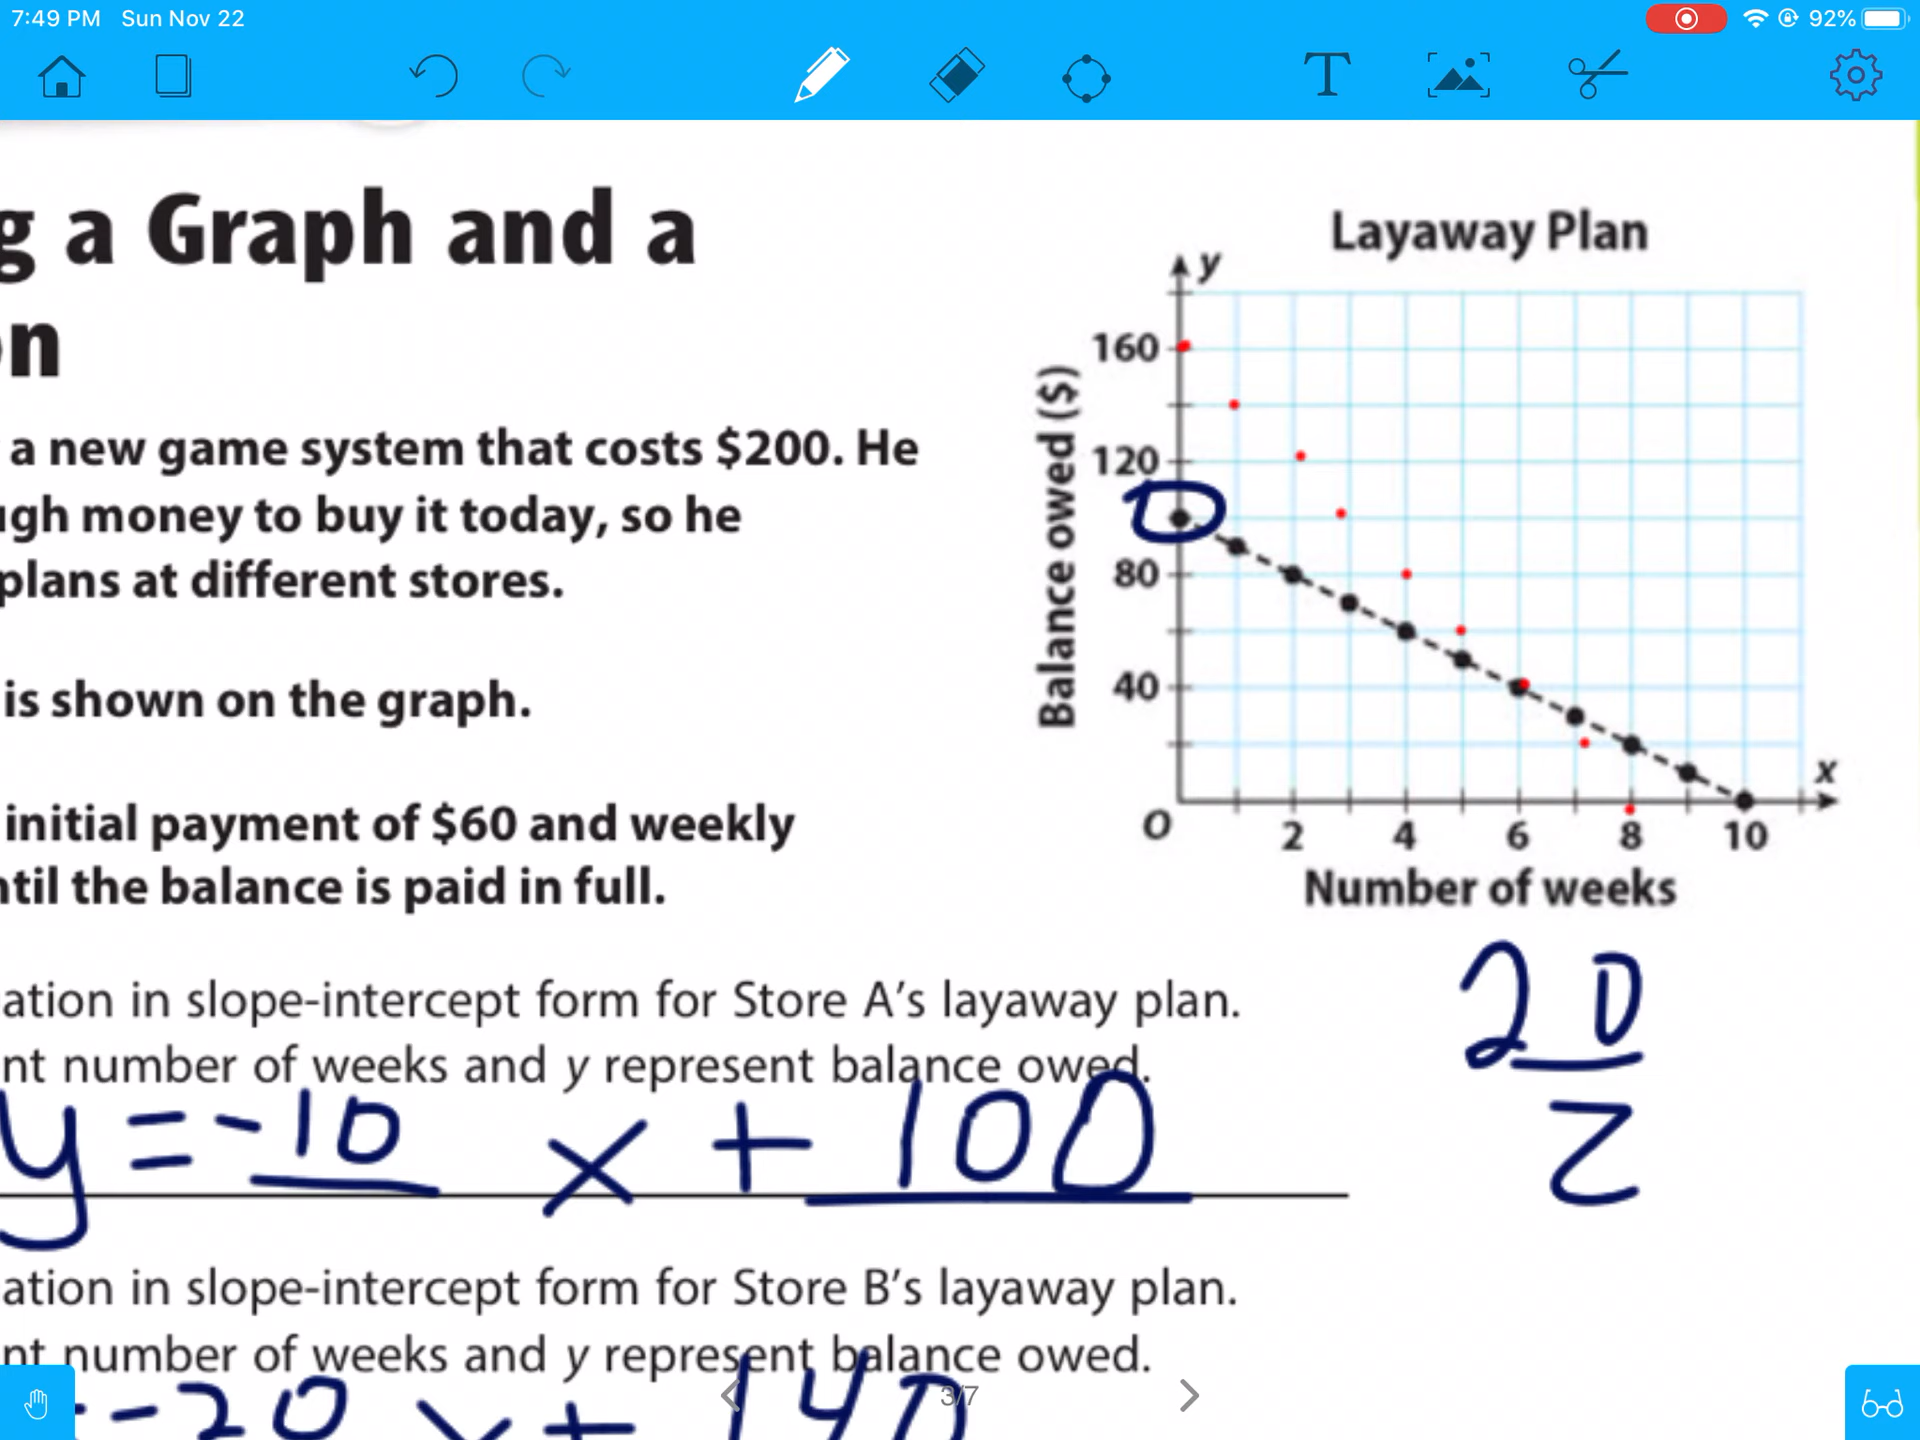 7:49 PM Sun Nov 22
92%
T
g a Graph and a
on
a new game system that costs $200. He
ugh money to buy it today, so he
plans at different stores.
is shown on the graph.
initial payment of $60 and weekly
ntil the balance is paid in full.
Layaway Plan
y
160
120
80
40
Balance owed ($)
x
O 2 4 6 8 10
Number of weeks
20
2
ation in slope-intercept form for Store A's layaway plan.
nt number of weeks and y represent balance owed.
y = -10 x + 100
ation in slope-intercept form for Store B's layaway plan.
nt number of weeks and y represent balance owed.
= -20 x + 140
3/7